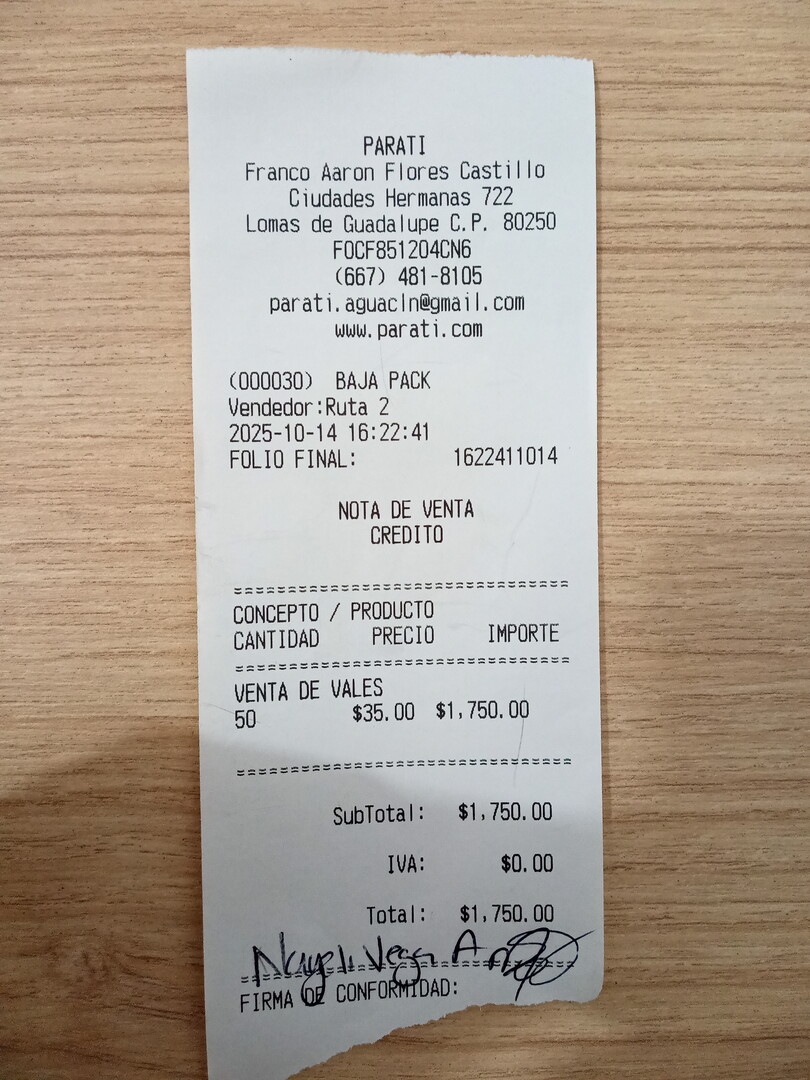 PARATI
Franco Aaron Flores Castillo
Ciudades Hermanas 722
Lomas de Guadalupe C.P. 80250
FOCF851204CN6
(667) 481-8105
parati.aguacln@gmail.com
www.parati.com
(000030) BAJA PACK
Vendedor:Ruta 2
2025-10-14 16:22:41
FOLIO FINAL: 1622411014
NOTA DE VENTA
CREDITO
CONCEPTO / PRODUCTO
CANTIDAD PRECIO IMPORTE
VENTA DE VALES
50 $35.00 $1,750.00
SubTotal: $1,750.00
IVA: $0.00
Total: $1,750.00
Nayeli Vega
FIRMA DE CONFORMIDAD: